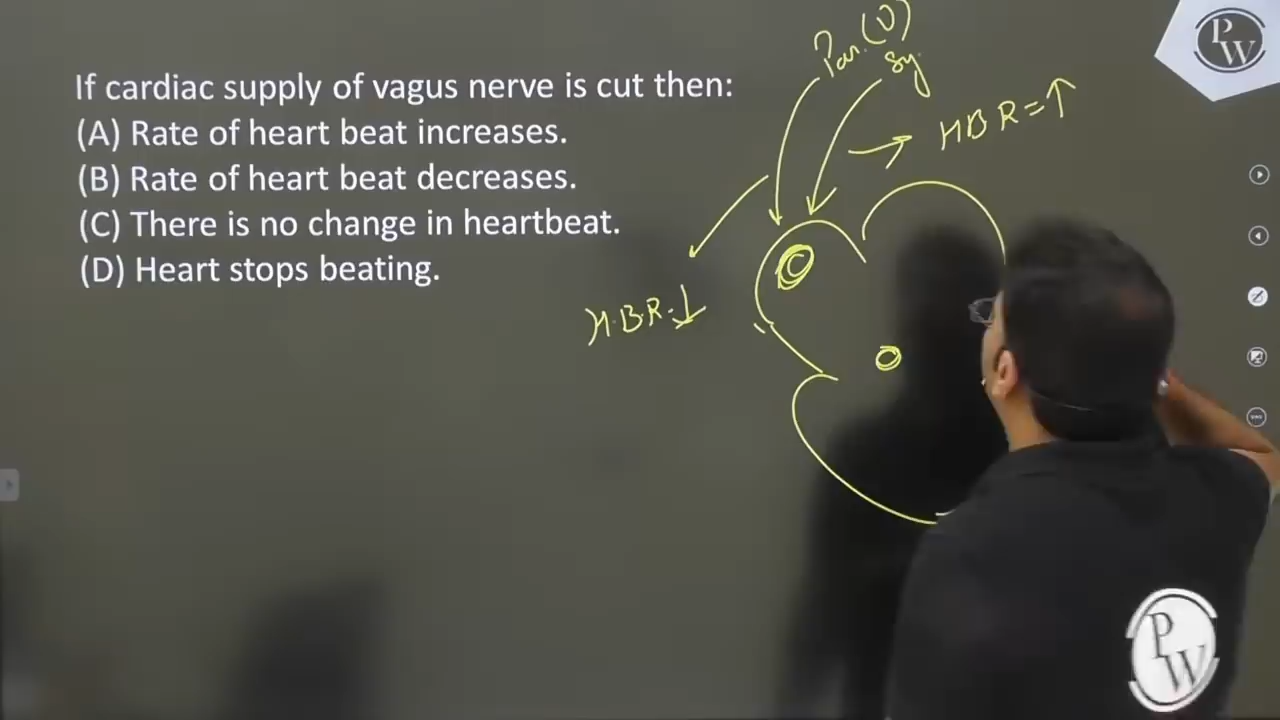 If cardiac supply of vagus nerve is cut then:
(A) Rate of heart beat increases.
(B) Rate of heart beat decreases.
(C) There is no change in heartbeat.
(D) Heart stops beating.
Par. (V)
Sy.
HBR=↑
H.B.R.↓
PW
PW